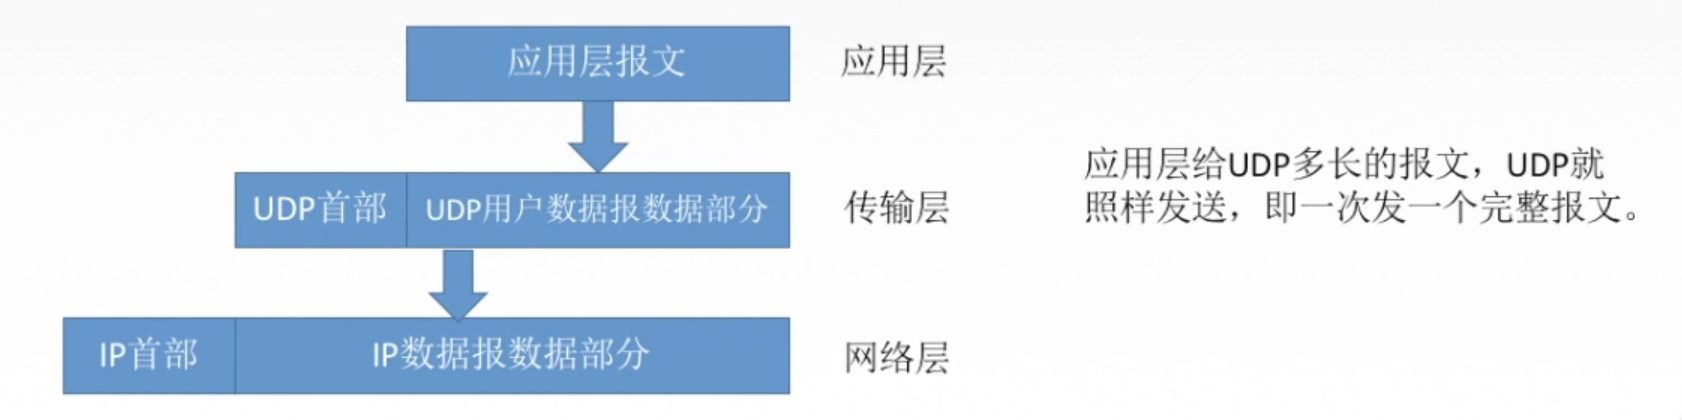 应用层报文
应用层
UDP首部
UDP用户数据报数据部分
传输层
应用层给UDP多长的报文，UDP就
照样发送，即一次发一个完整报文。
IP首部
IP数据报数据部分
网络层